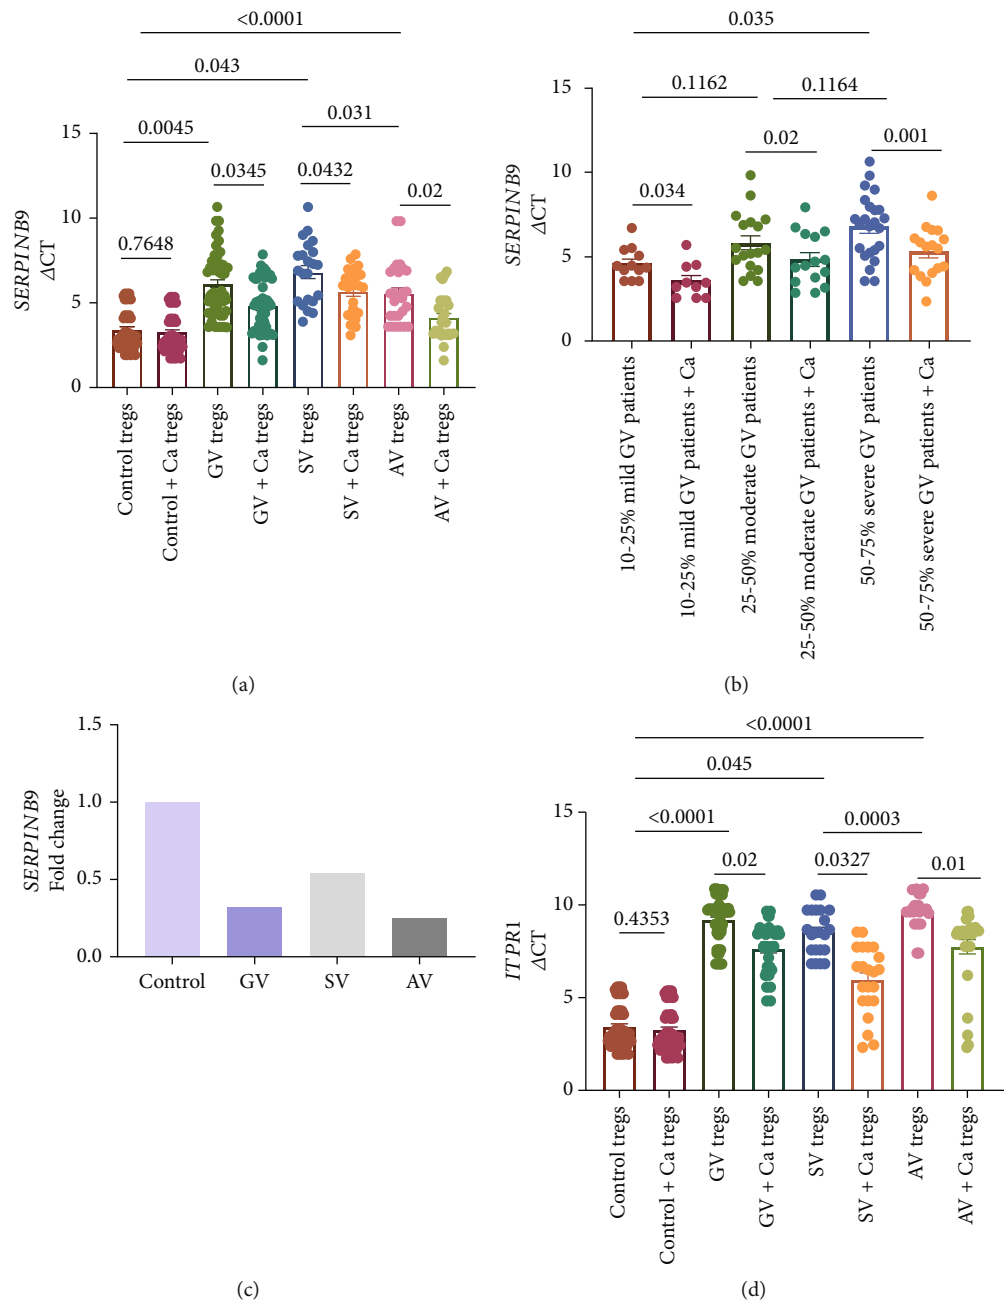 <0.0001
0.043
0.0045
0.031
0.0345
0.0432
0.02
0.7648
15
10
5
0
SERPINB9
ΔCT
Control tregs
Control + Ca tregs
GV tregs
GV + Ca tregs
SV tregs
SV + Ca tregs
AV tregs
AV + Ca tregs
(a)
0.035
0.1162
0.1164
0.02
0.001
0.034
15
10
5
0
SERPINB9
ΔCT
10-25% mild GV patients
10-25% mild GV patients + Ca
25-50% moderate GV patients
25-50% moderate GV patients + Ca
50-75% severe GV patients
50-75% severe GV patients + Ca
(b)
1.5
1.0
0.5
0.0
SERPINB9
Fold change
Control
GV
SV
AV
(c)
<0.0001
0.045
<0.0001
0.0003
0.02
0.0327
0.01
0.4353
15
10
5
0
ITPR1
ΔCT
Control tregs
Control + Ca tregs
GV tregs
GV + Ca tregs
SV tregs
SV + Ca tregs
AV tregs
AV + Ca tregs
(d)